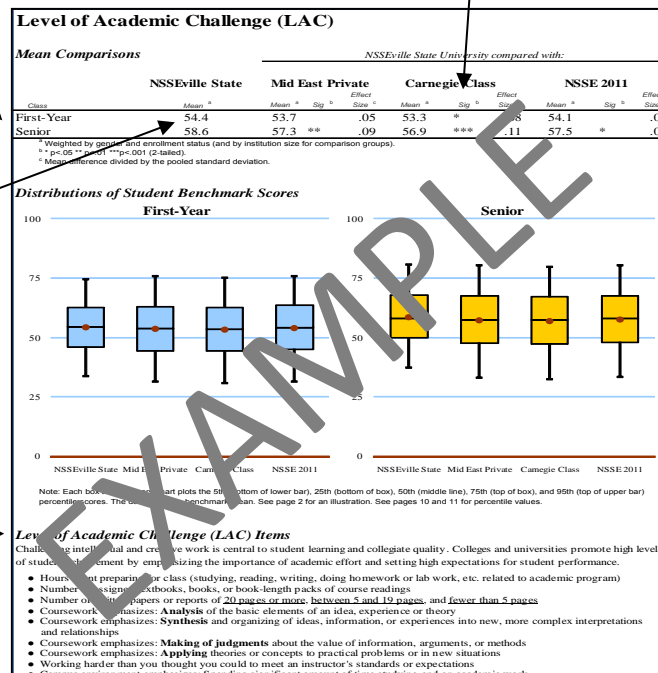 Level of Academic Challenge (LAC)
Mean Comparisons
NSSEville State University compared with:
NSSEville State Mid East Private Carnegie Class NSSE 2011
Effect Effect Effect
Class Mean a Mean a Sig b Size c Mean a Sig b Size Mean a Sig b Size
First-Year 54.4 53.7 .05 53.3 * 54.1
Senior 58.6 57.3 ** .09 56.9 *** .11 57.5 *
a Weighted by gender and enrollment status (and by institution size for comparison groups).
b * p<.05 ** p<.01 ***p<.001 (2-tailed).
c Mean difference divided by the pooled standard deviation.
Distributions of Student Benchmark Scores
First-Year Senior
100 100
75 75
50 50
25 25
0 0
NSSEville State Mid East Private Carnegie Class NSSE 2011 NSSEville State Mid East Private Carnegie Class NSSE 2011
Note: Each box chart plots the 5th (bottom of lower bar), 25th (bottom of box), 50th (middle line), 75th (top of box), and 95th (top of upper bar)
percentile scores. The benchmark mean. See page 2 for an illustration. See pages 10 and 11 for percentile values.
Level of Academic Challenge (LAC) Items
Challenging intellectual and creative work is central to student learning and collegiate quality. Colleges and universities promote high level
of student achievement by emphasizing the importance of academic effort and setting high expectations for student performance.
● Hours spent preparing for class (studying, reading, writing, doing homework or lab work, etc. related to academic program)
● Number assigned textbooks, books, or book-length packs of course readings
● Number of written papers or reports of 20 pages or more, between 5 and 19 pages, and fewer than 5 pages
● Coursework emphasizes: Analysis of the basic elements of an idea, experience or theory
● Coursework emphasizes: Synthesis and organizing of ideas, information, or experiences into new, more complex interpretations
and relationships
● Coursework emphasizes: Making of judgments about the value of information, arguments, or methods
● Coursework emphasizes: Applying theories or concepts to practical problems or in new situations
● Working harder than you thought you could to meet an instructor's standards or expectations
EXAMPLE